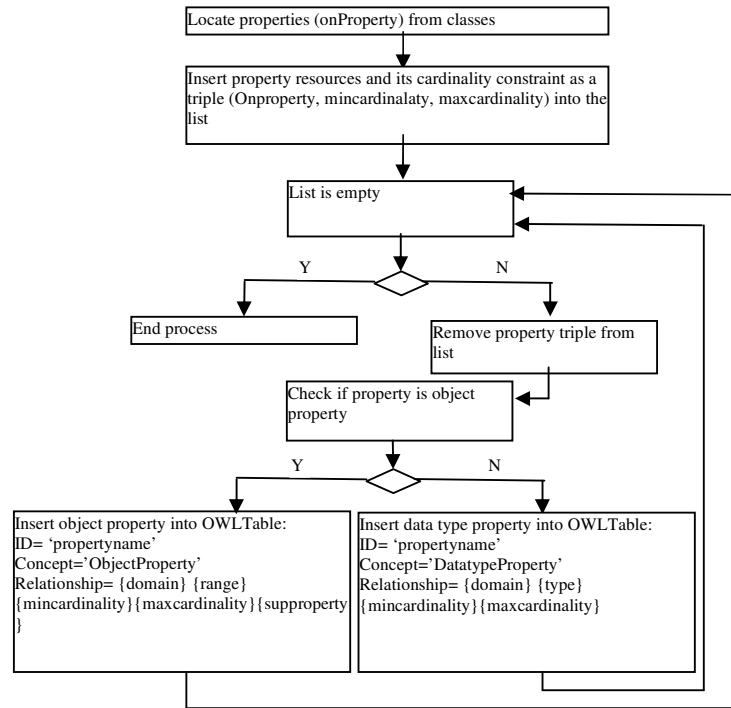 Locate properties (onProperty) from classes
Insert property resources and its cardinality constraint as a
triple (Onproperty, mincardinalaty, maxcardinality) into the
list
List is empty
Y
N
End process
Remove property triple from
list
Check if property is object
property
Y
N
Insert object property into OWLTable:
ID= ‘propertyname’
Concept=’ObjectProperty’
Relationship= {domain} {range}
{mincardinality}{maxcardinality}{supproperty
}
Insert data type property into OWLTable:
ID= ‘propertyname’
Concept=’DatatypeProperty’
Relationship= {domain} {type}
{mincardinality}{maxcardinality}